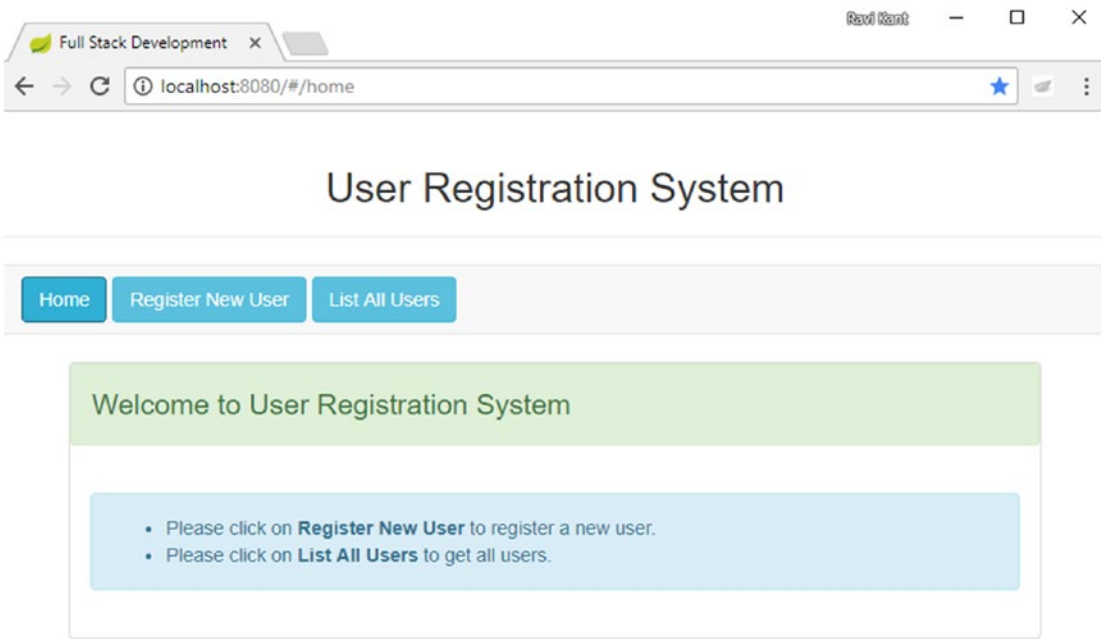 Ravi Kant
Full Stack Development
localhost:8080/#/home
User Registration System
Home Register New User List All Users
Welcome to User Registration System
• Please click on Register New User to register a new user.
• Please click on List All Users to get all users.